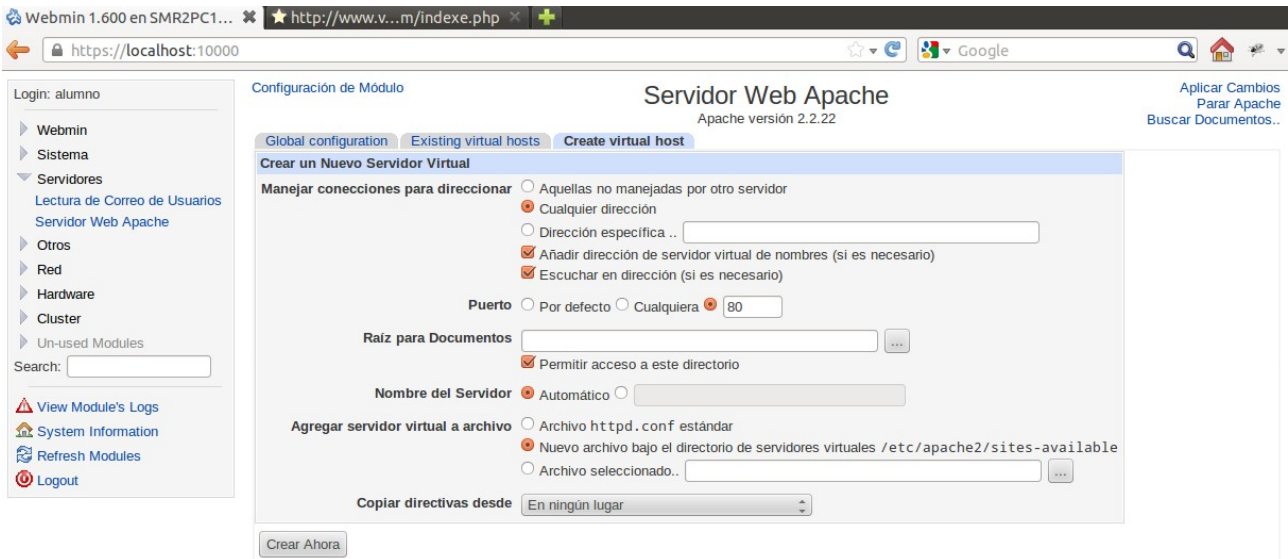 Webmin 1.600 en SMR2PC1...
http://www.v...m/indexe.php
https://localhost:10000
Google
Login: alumno
Webmin
Sistema
Servidores
Lectura de Correo de Usuarios
Servidor Web Apache
Otros
Red
Hardware
Cluster
Un-used Modules
Search:
View Module's Logs
System Information
Refresh Modules
Logout
Configuración de Módulo
Servidor Web Apache
Apache versión 2.2.22
Aplicar Cambios
Parar Apache
Buscar Documentos..
Global configuration Existing virtual hosts Create virtual host
Crear un Nuevo Servidor Virtual
Manejar conecciones para direccionar Aquellas no manejadas por otro servidor
Cualquier dirección
Dirección específica ..
Añadir dirección de servidor virtual de nombres (si es necesario)
Escuchar en dirección (si es necesario)
Puerto Por defecto Cualquiera 80
Raíz para Documentos ...
Permitir acceso a este directorio
Nombre del Servidor Automático
Agregar servidor virtual a archivo Archivo httpd.conf estándar
Nuevo archivo bajo el directorio de servidores virtuales /etc/apache2/sites-available
Archivo seleccionado.. ...
Copiar directivas desde En ningún lugar
Crear Ahora